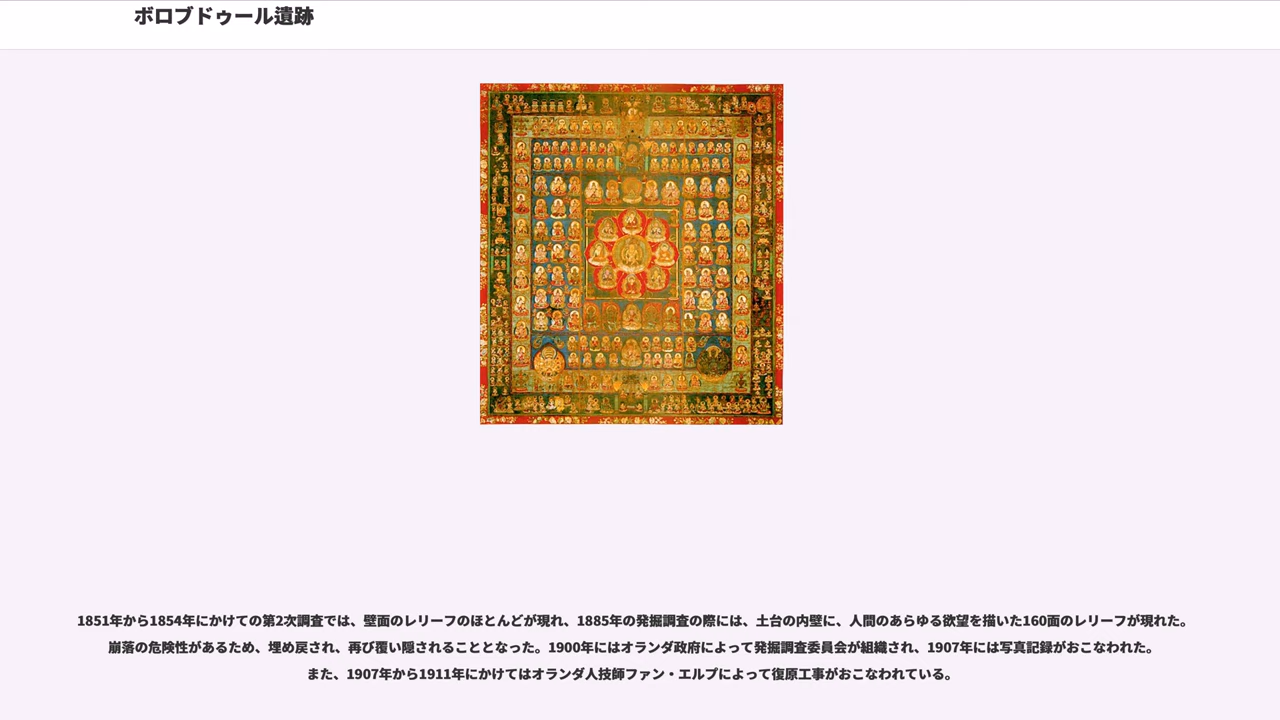 ボロブドゥール遺跡
1851年から1854年にかけての第2次調査では、壁面のレリーフのほとんどが現れ、1885年の発掘調査の際には、土台の内壁に、人間のあらゆる欲望を描いた160面のレリーフが現れた。
崩落の危険性があるため、埋め戻され、再び覆い隠されることとなった。1900年にはオランダ政府によって発掘調査委員会が組織され、1907年には写真記録がおこなわれた。
また、1907年から1911年にかけてはオランダ人技師ファン・エルプによって復原工事がおこなわれている。